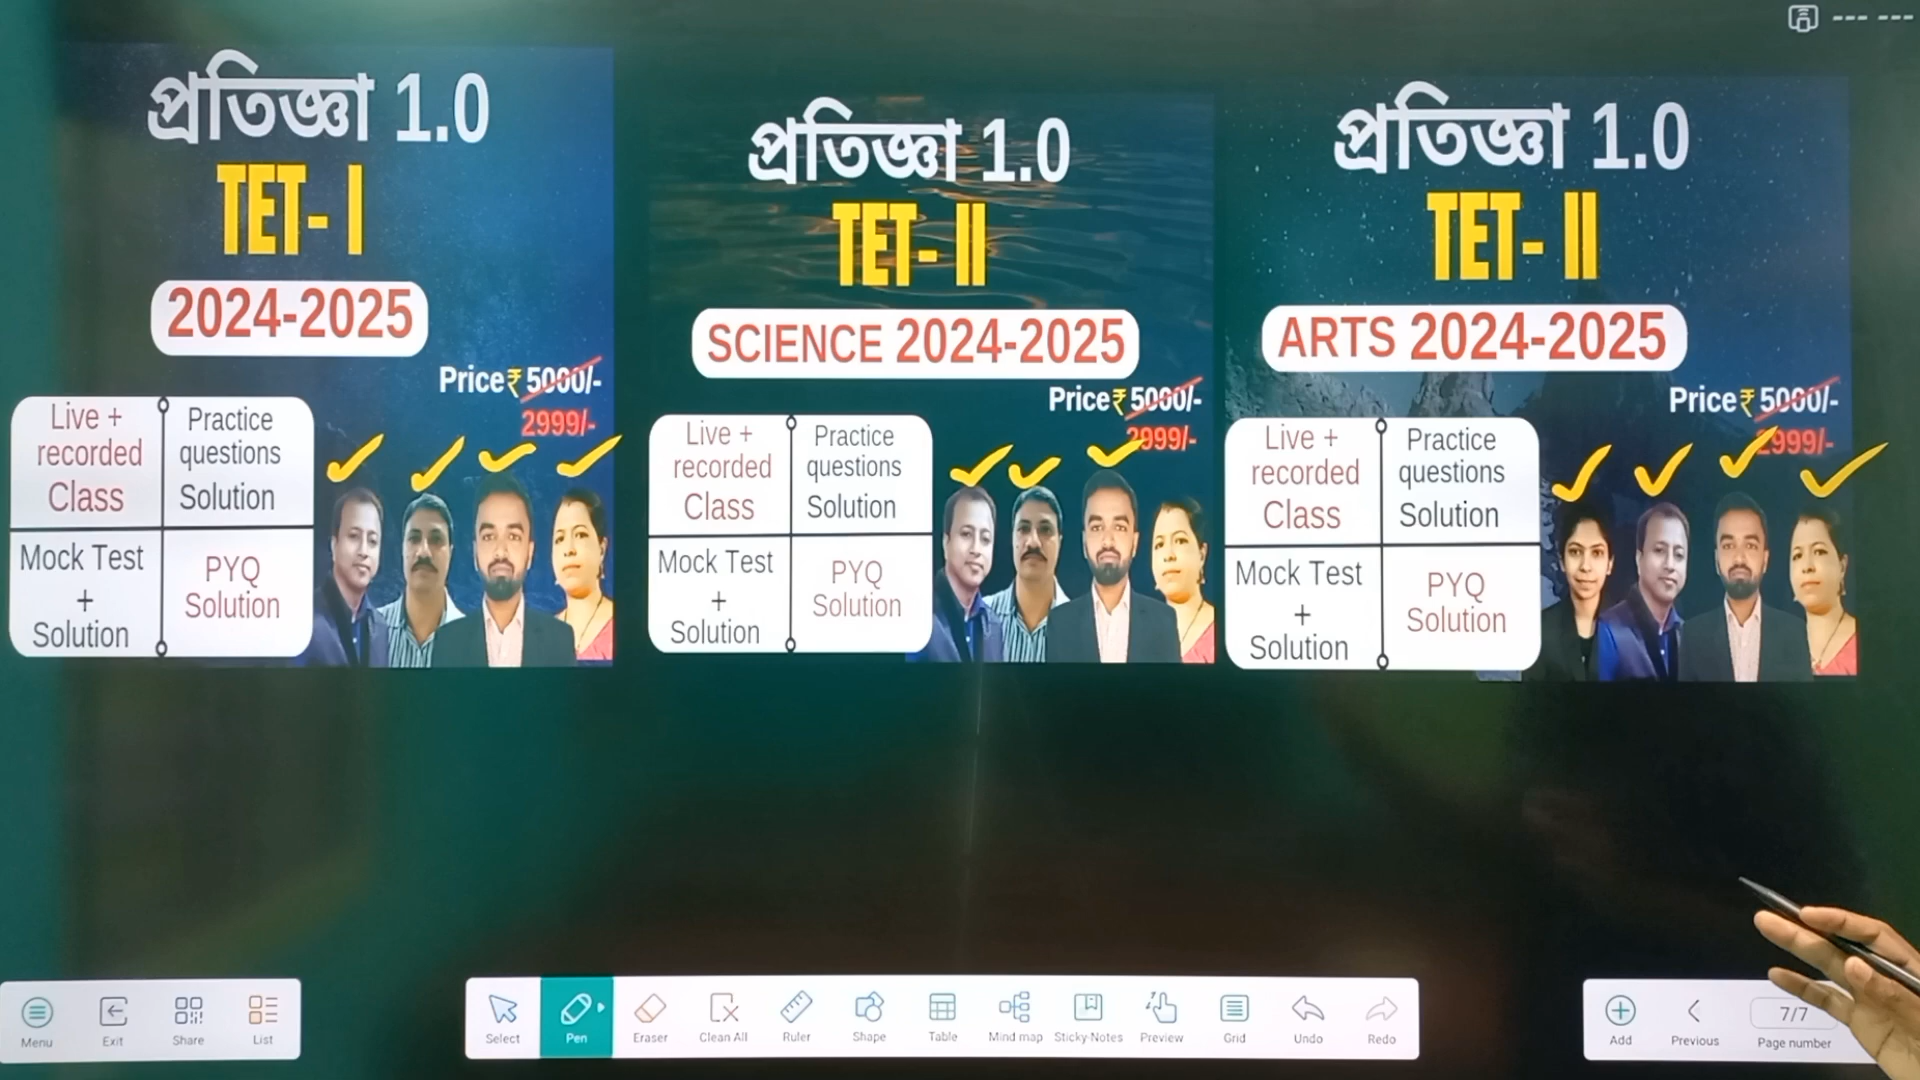 প্রতিজ্ঞা 1.0
TET- I
2024-2025
Price ₹ 5000/-
2999/-
Live +
recorded
Class
Practice
questions
Solution
Mock Test
+
Solution
PYQ
Solution
প্রতিজ্ঞা 1.0
TET- II
SCIENCE 2024-2025
Price ₹ 5000/-
2999/-
Live +
recorded
Class
Practice
questions
Solution
Mock Test
+
Solution
PYQ
Solution
প্রতিজ্ঞা 1.0
TET- II
ARTS 2024-2025
Price ₹ 5000/-
2999/-
Live +
recorded
Class
Practice
questions
Solution
Mock Test
+
Solution
PYQ
Solution
Menu Exit Share List
Select Pen Eraser Clean All Ruler Shape Table Mind map Sticky-Notes Preview Grid Undo Redo
7/7
Add Previous Page number